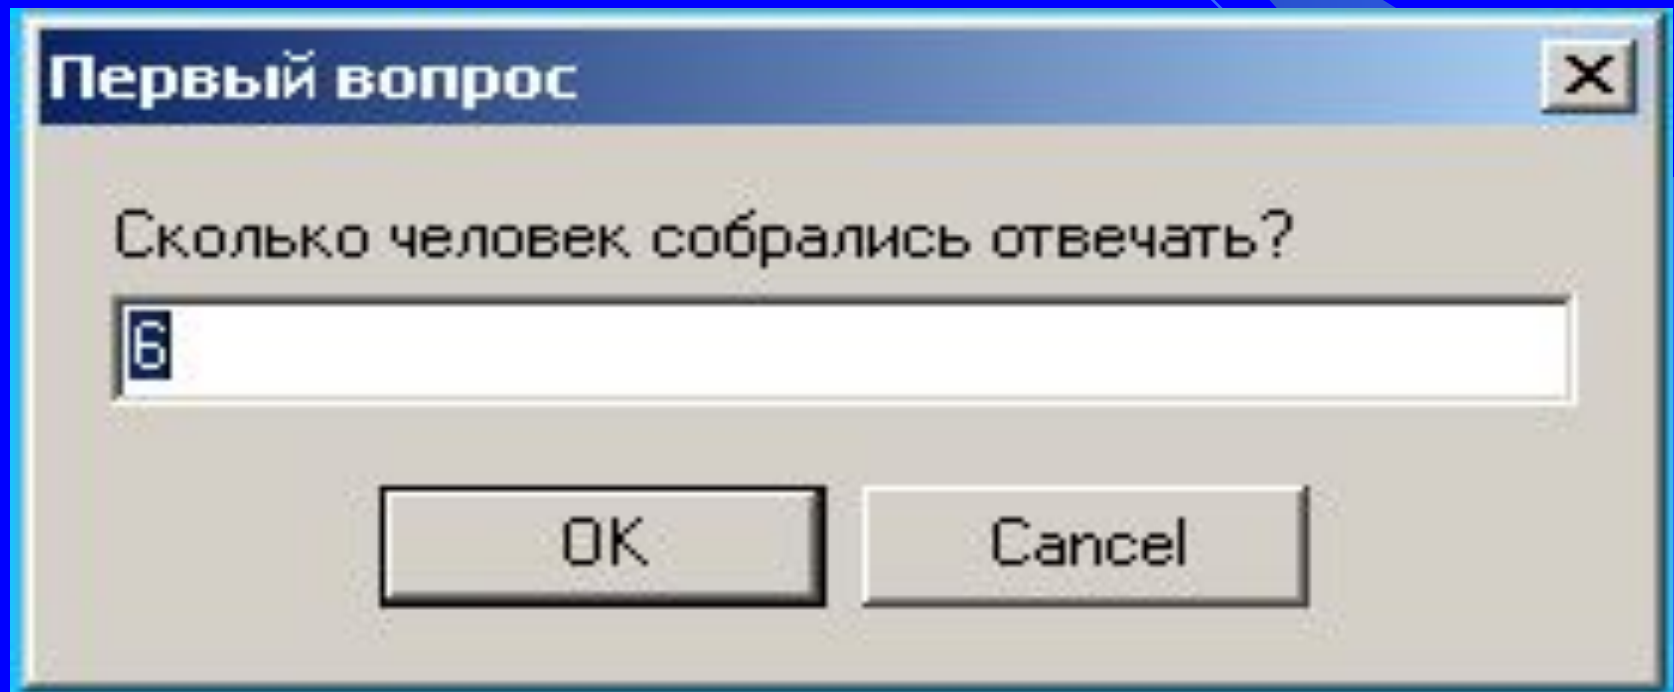 Первый вопрос
Сколько человек собрались отвечать?
6
OK
Cancel